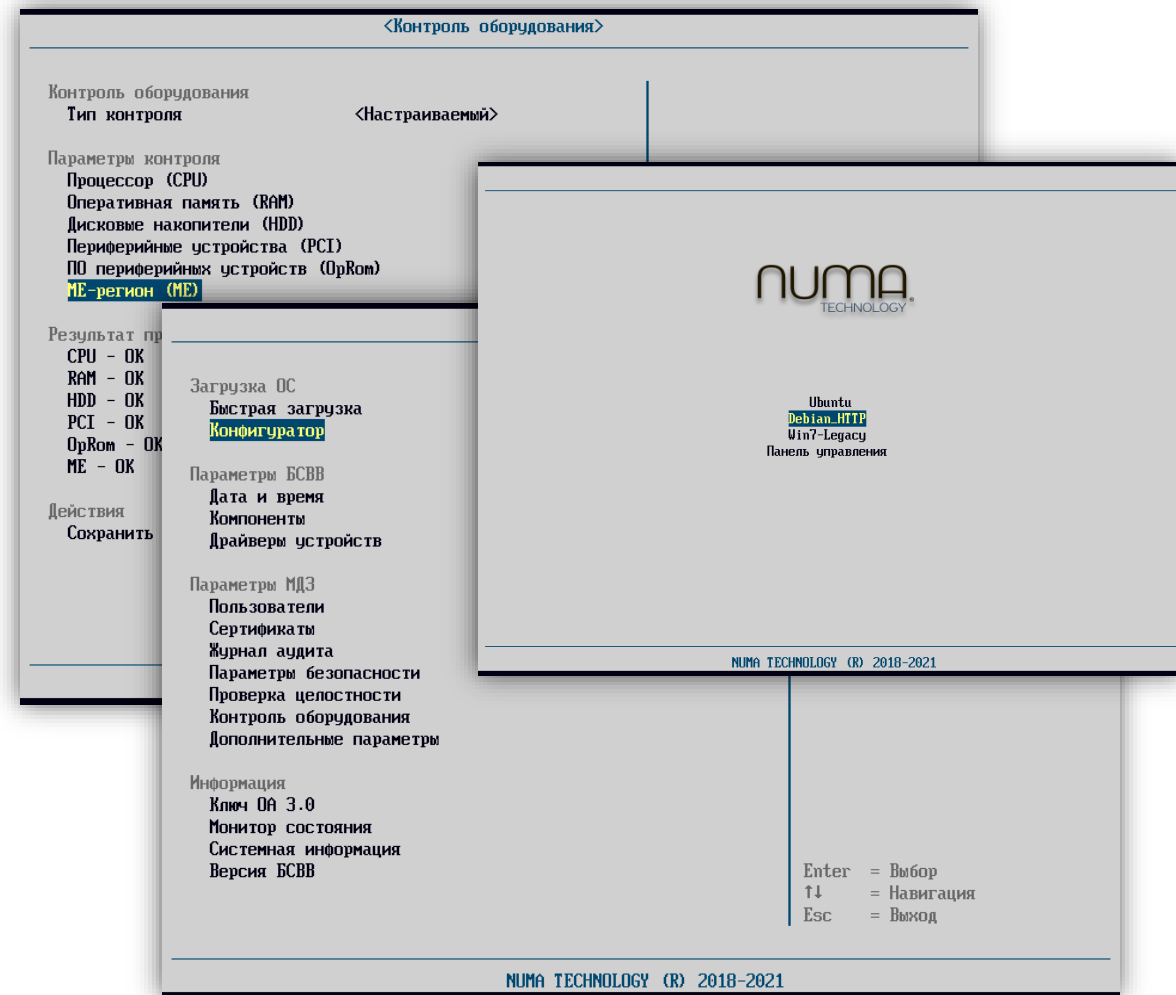 <Контроль оборудования>
Контроль оборудования
Тип контроля <Настраиваемый>
Параметры контроля
Процессор (CPU)
Оперативная память (RAM)
Дисковые накопители (HDD)
Периферийные устройства (PCI)
ПО периферийных устройств (OpRom)
МЕ-регион (МЕ)
Результат
CPU - OK
RAM - OK
HDD - OK
PCI - OK
OpRom - OK
ME - OK
Действия
Сохранить
NUMA
TECHNOLOGY
Ubuntu
Debian_HTTP
Win7-Legacy
Панель управления
NUMA TECHNOLOGY (R) 2018-2021
Загрузка ОС
Быстрая загрузка
Конфигуратор
Параметры БСВВ
Дата и время
Компоненты
Драйверы устройств
Параметры МДЗ
Пользователи
Сертификаты
Журнал аудита
Параметры безопасности
Проверка целостности
Контроль оборудования
Дополнительные параметры
Информация
Ключ ОА 3.0
Монитор состояния
Системная информация
Версия БСВВ
Enter = Выбор
↑↓ = Навигация
Esc = Выход
NUMA TECHNOLOGY (R) 2018-2021